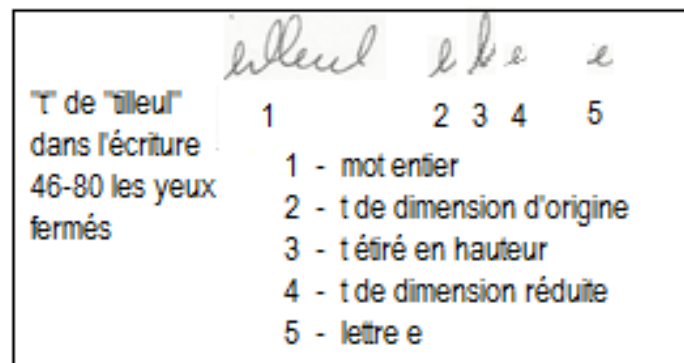 tilleul e e e e
1 2 3 4 5
"t" de "tilleul"
dans l'écriture
46-80 les yeux
fermés
1 - mot entier
2 - t de dimension d'origine
3 - t étiré en hauteur
4 - t de dimension réduite
5 - lettre e